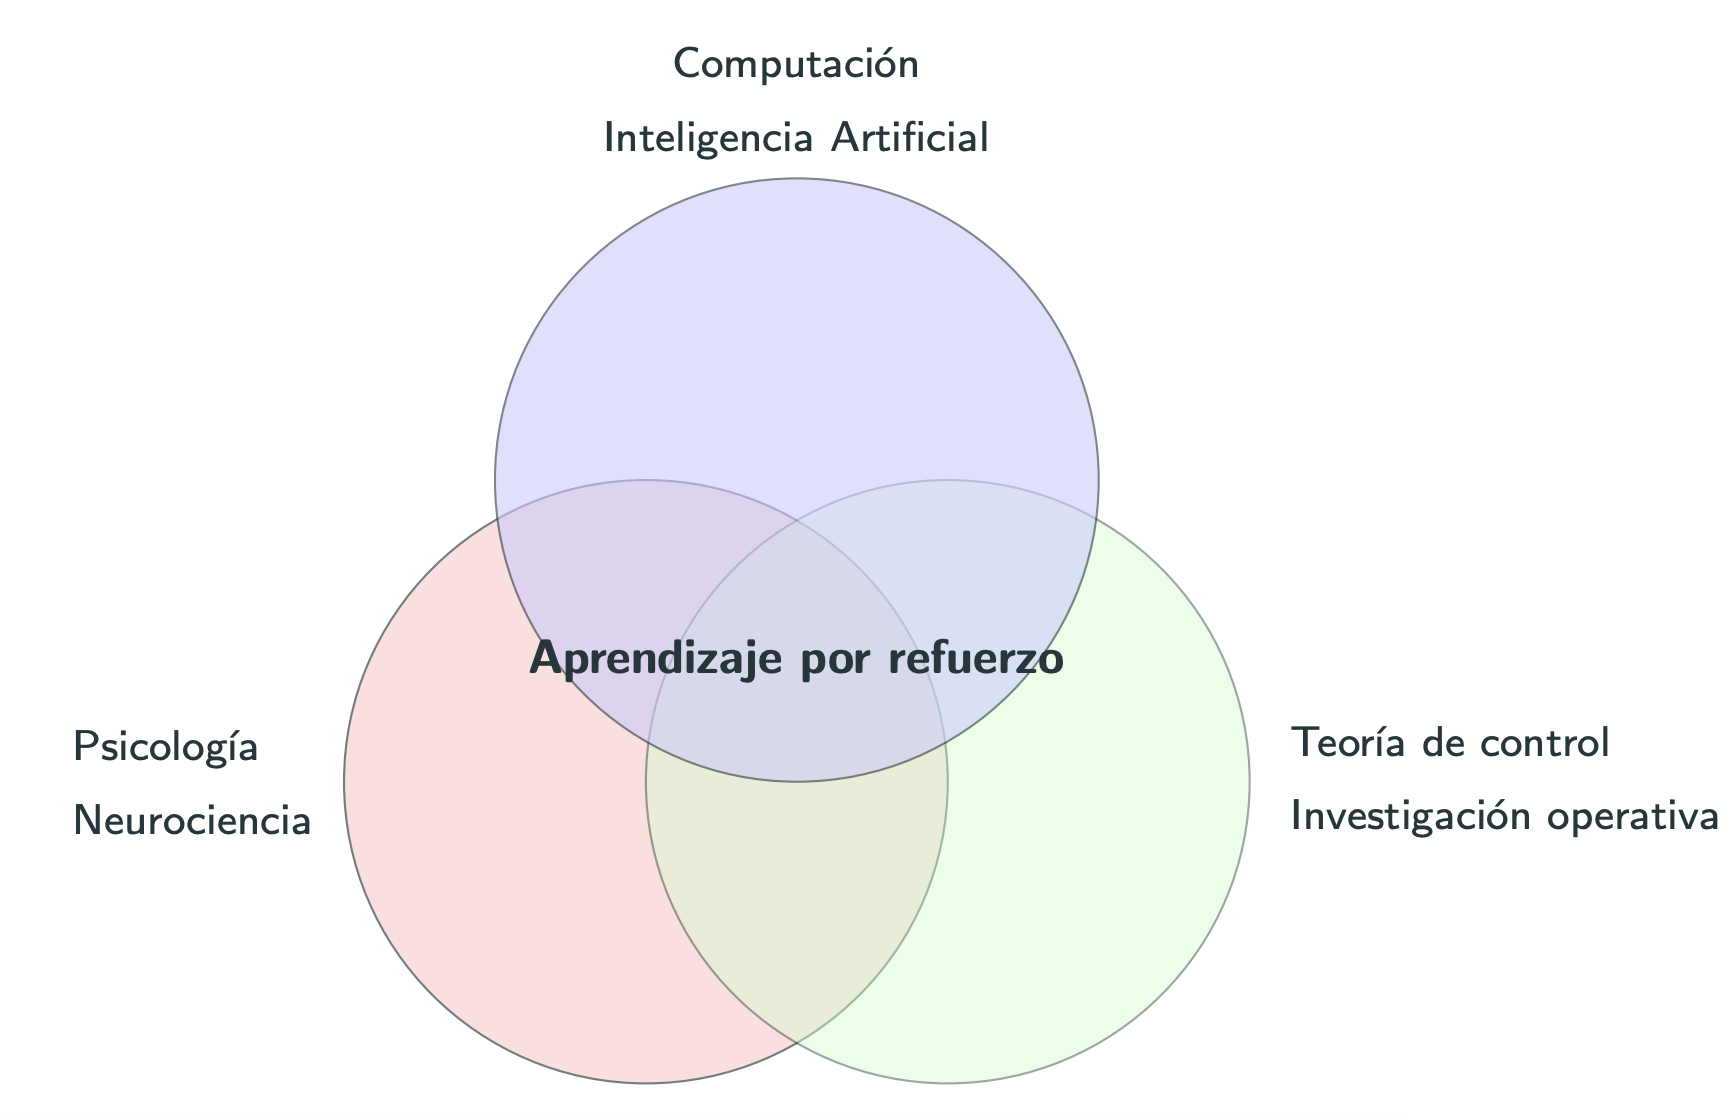 Computación
Inteligencia Artificial
Aprendizaje por refuerzo
Psicología
Neurociencia
Teoría de control
Investigación operativa